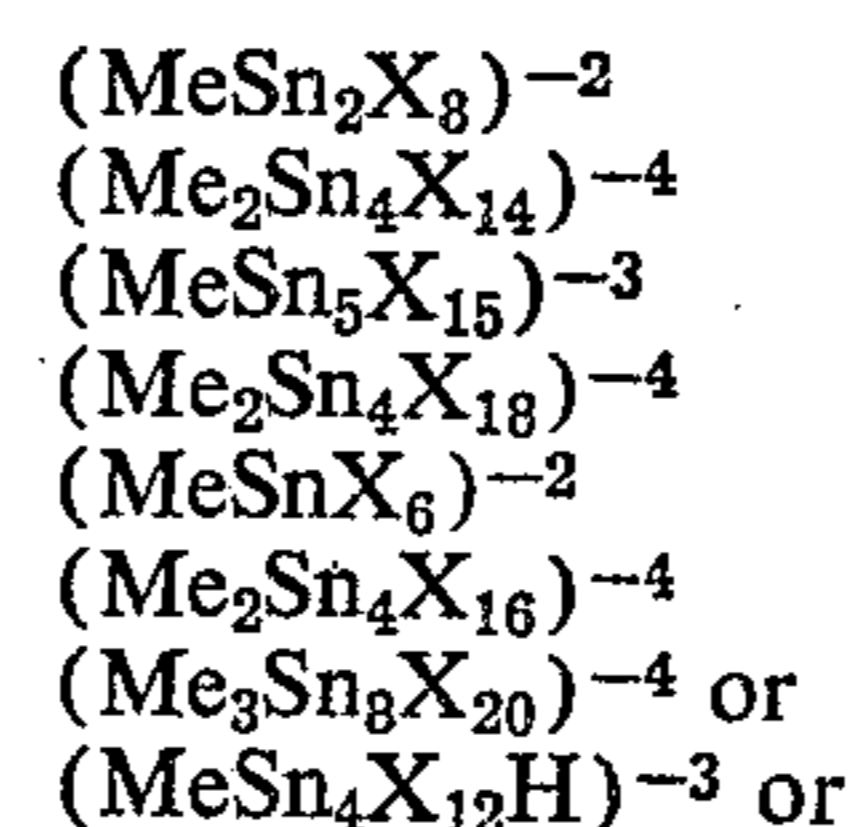 (MeSn₂X₈)⁻²
(Me₂Sn₄X₁₄)⁻⁴
(MeSn₅X₁₅)⁻³
(Me₂Sn₄X₁₈)⁻⁴
(MeSnX₆)⁻²
(Me₂Sn₄X₁₆)⁻⁴
(Me₃Sn₈X₂₀)⁻⁴ or
(MeSn₄X₁₂H)⁻³ or